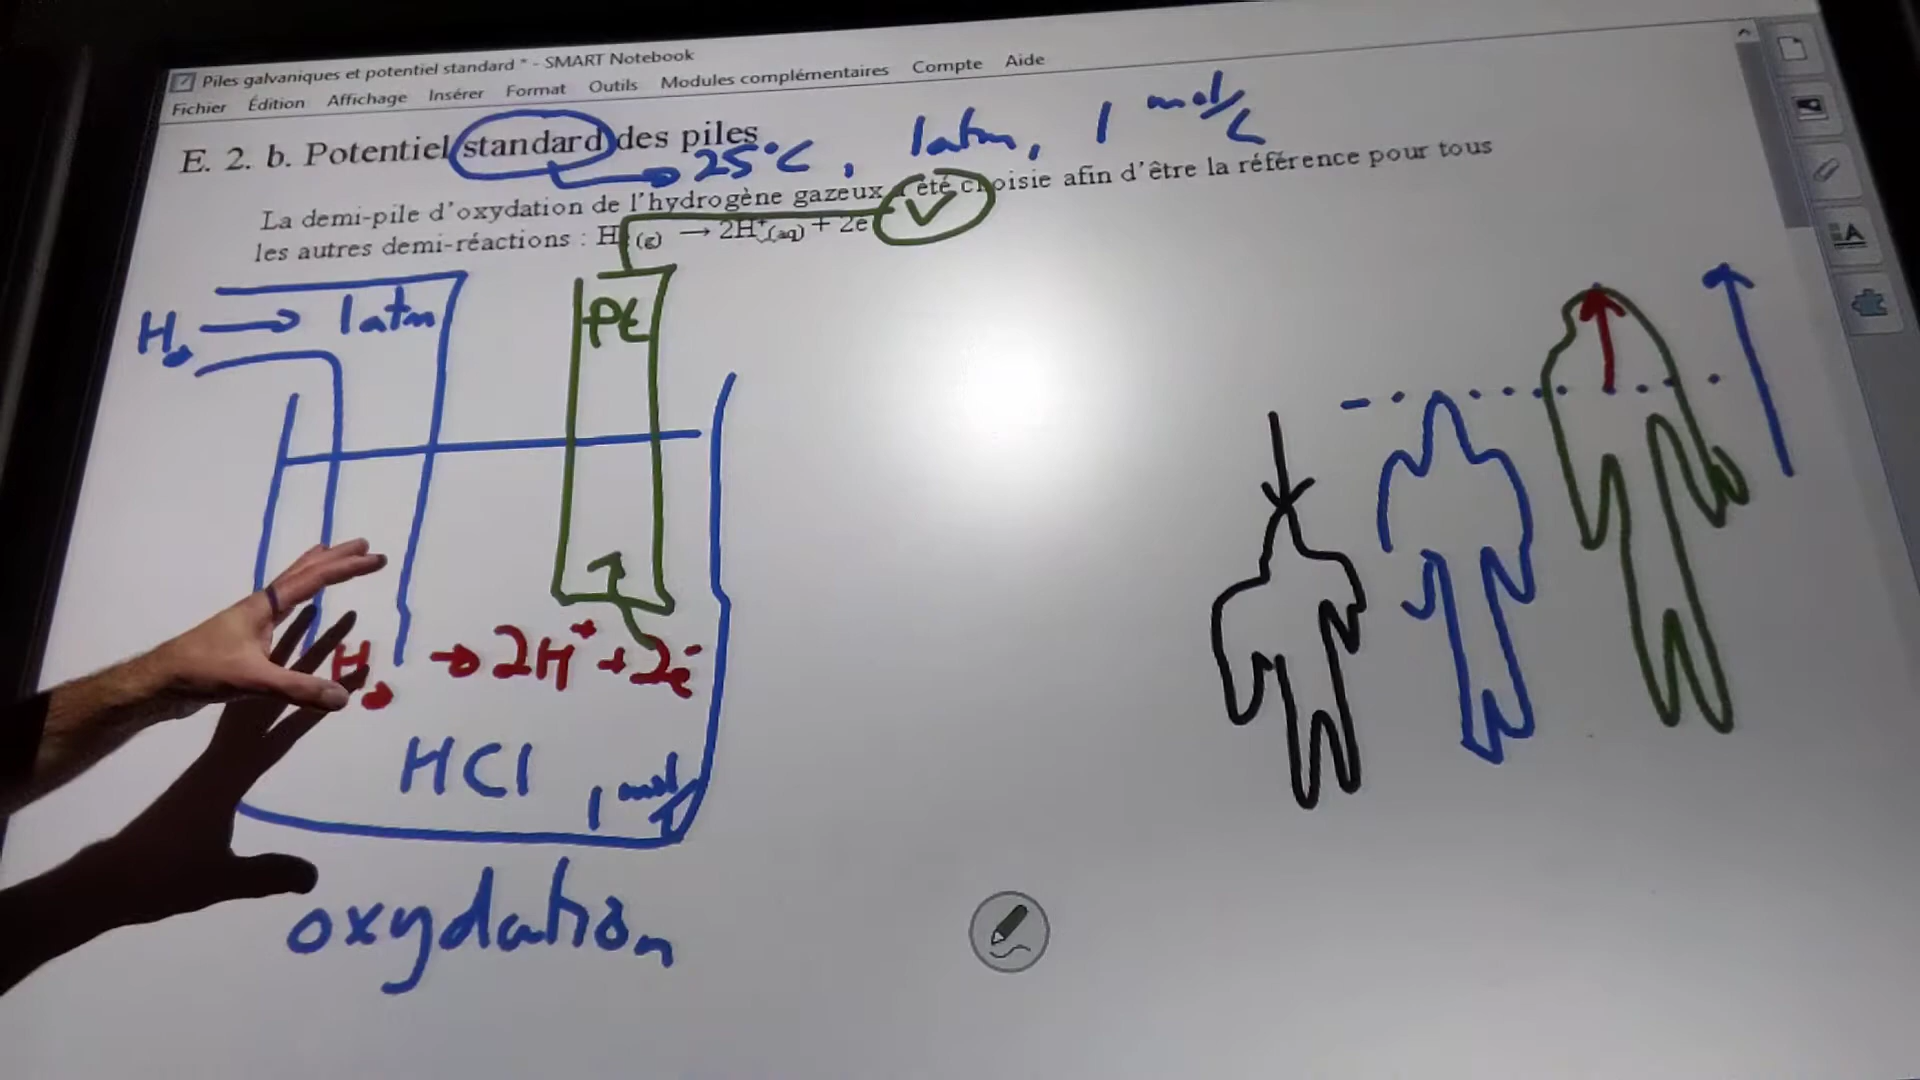 Piles galvaniques et potentiel standard * - SMART Notebook
Fichier Édition Affichage Insérer Format Outils Modules complémentaires Compte Aide
E. 2. b. Potentiel standard des piles
25°C, 1atm, 1 mol/L
La demi-pile d'oxydation de l'hydrogène gazeux a été choisie afin d'être la référence pour tous
les autres demi-réactions : H (g) → 2H⁺(aq) + 2e
H₂ → 1atm
Pt
H₂ → 2H⁺ + 2e⁻
HCl 1 mol/L
oxydation
A